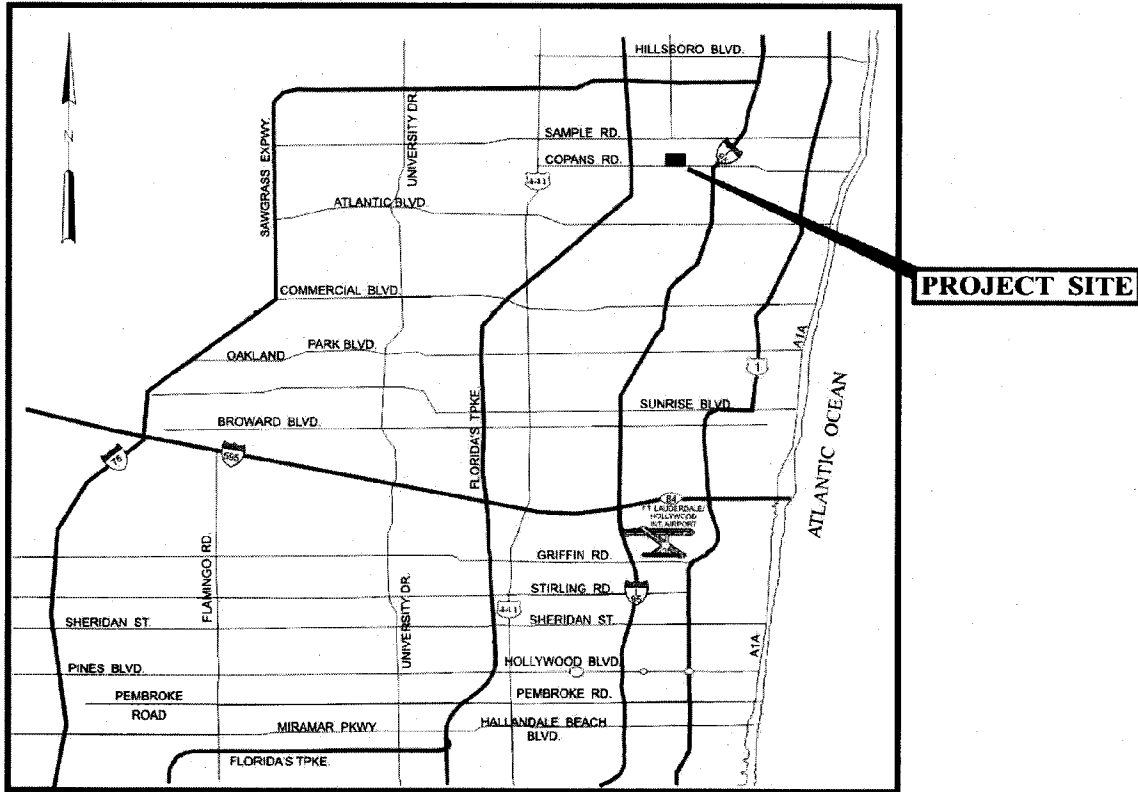 HILLSBORO BLVD.
N
SAWGRASS EXPWY.
UNIVERSITY DR.
SAMPLE RD.
COPANS RD.
441
ATLANTIC BLVD.
PROJECT SITE
COMMERCIAL BLVD.
OAKLAND PARK BLVD.
A1A
1
SUNRISE BLVD.
BROWARD BLVD.
FLORIDA'S TPKE.
ATLANTIC OCEAN
75
595
84
FT LAUDERDALE/
HOLLYWOOD
INT. AIRPORT
GRIFFIN RD.
FLAMINGO RD.
UNIVERSITY DR.
STIRLING RD.
95
441
SHERIDAN ST.
SHERIDAN ST.
A1A
PINES BLVD.
HOLLYWOOD BLVD.
PEMBROKE
ROAD
PEMBROKE RD.
MIRAMAR PKWY
HALLANDALE BEACH
BLVD.
FLORIDA'S TPKE.